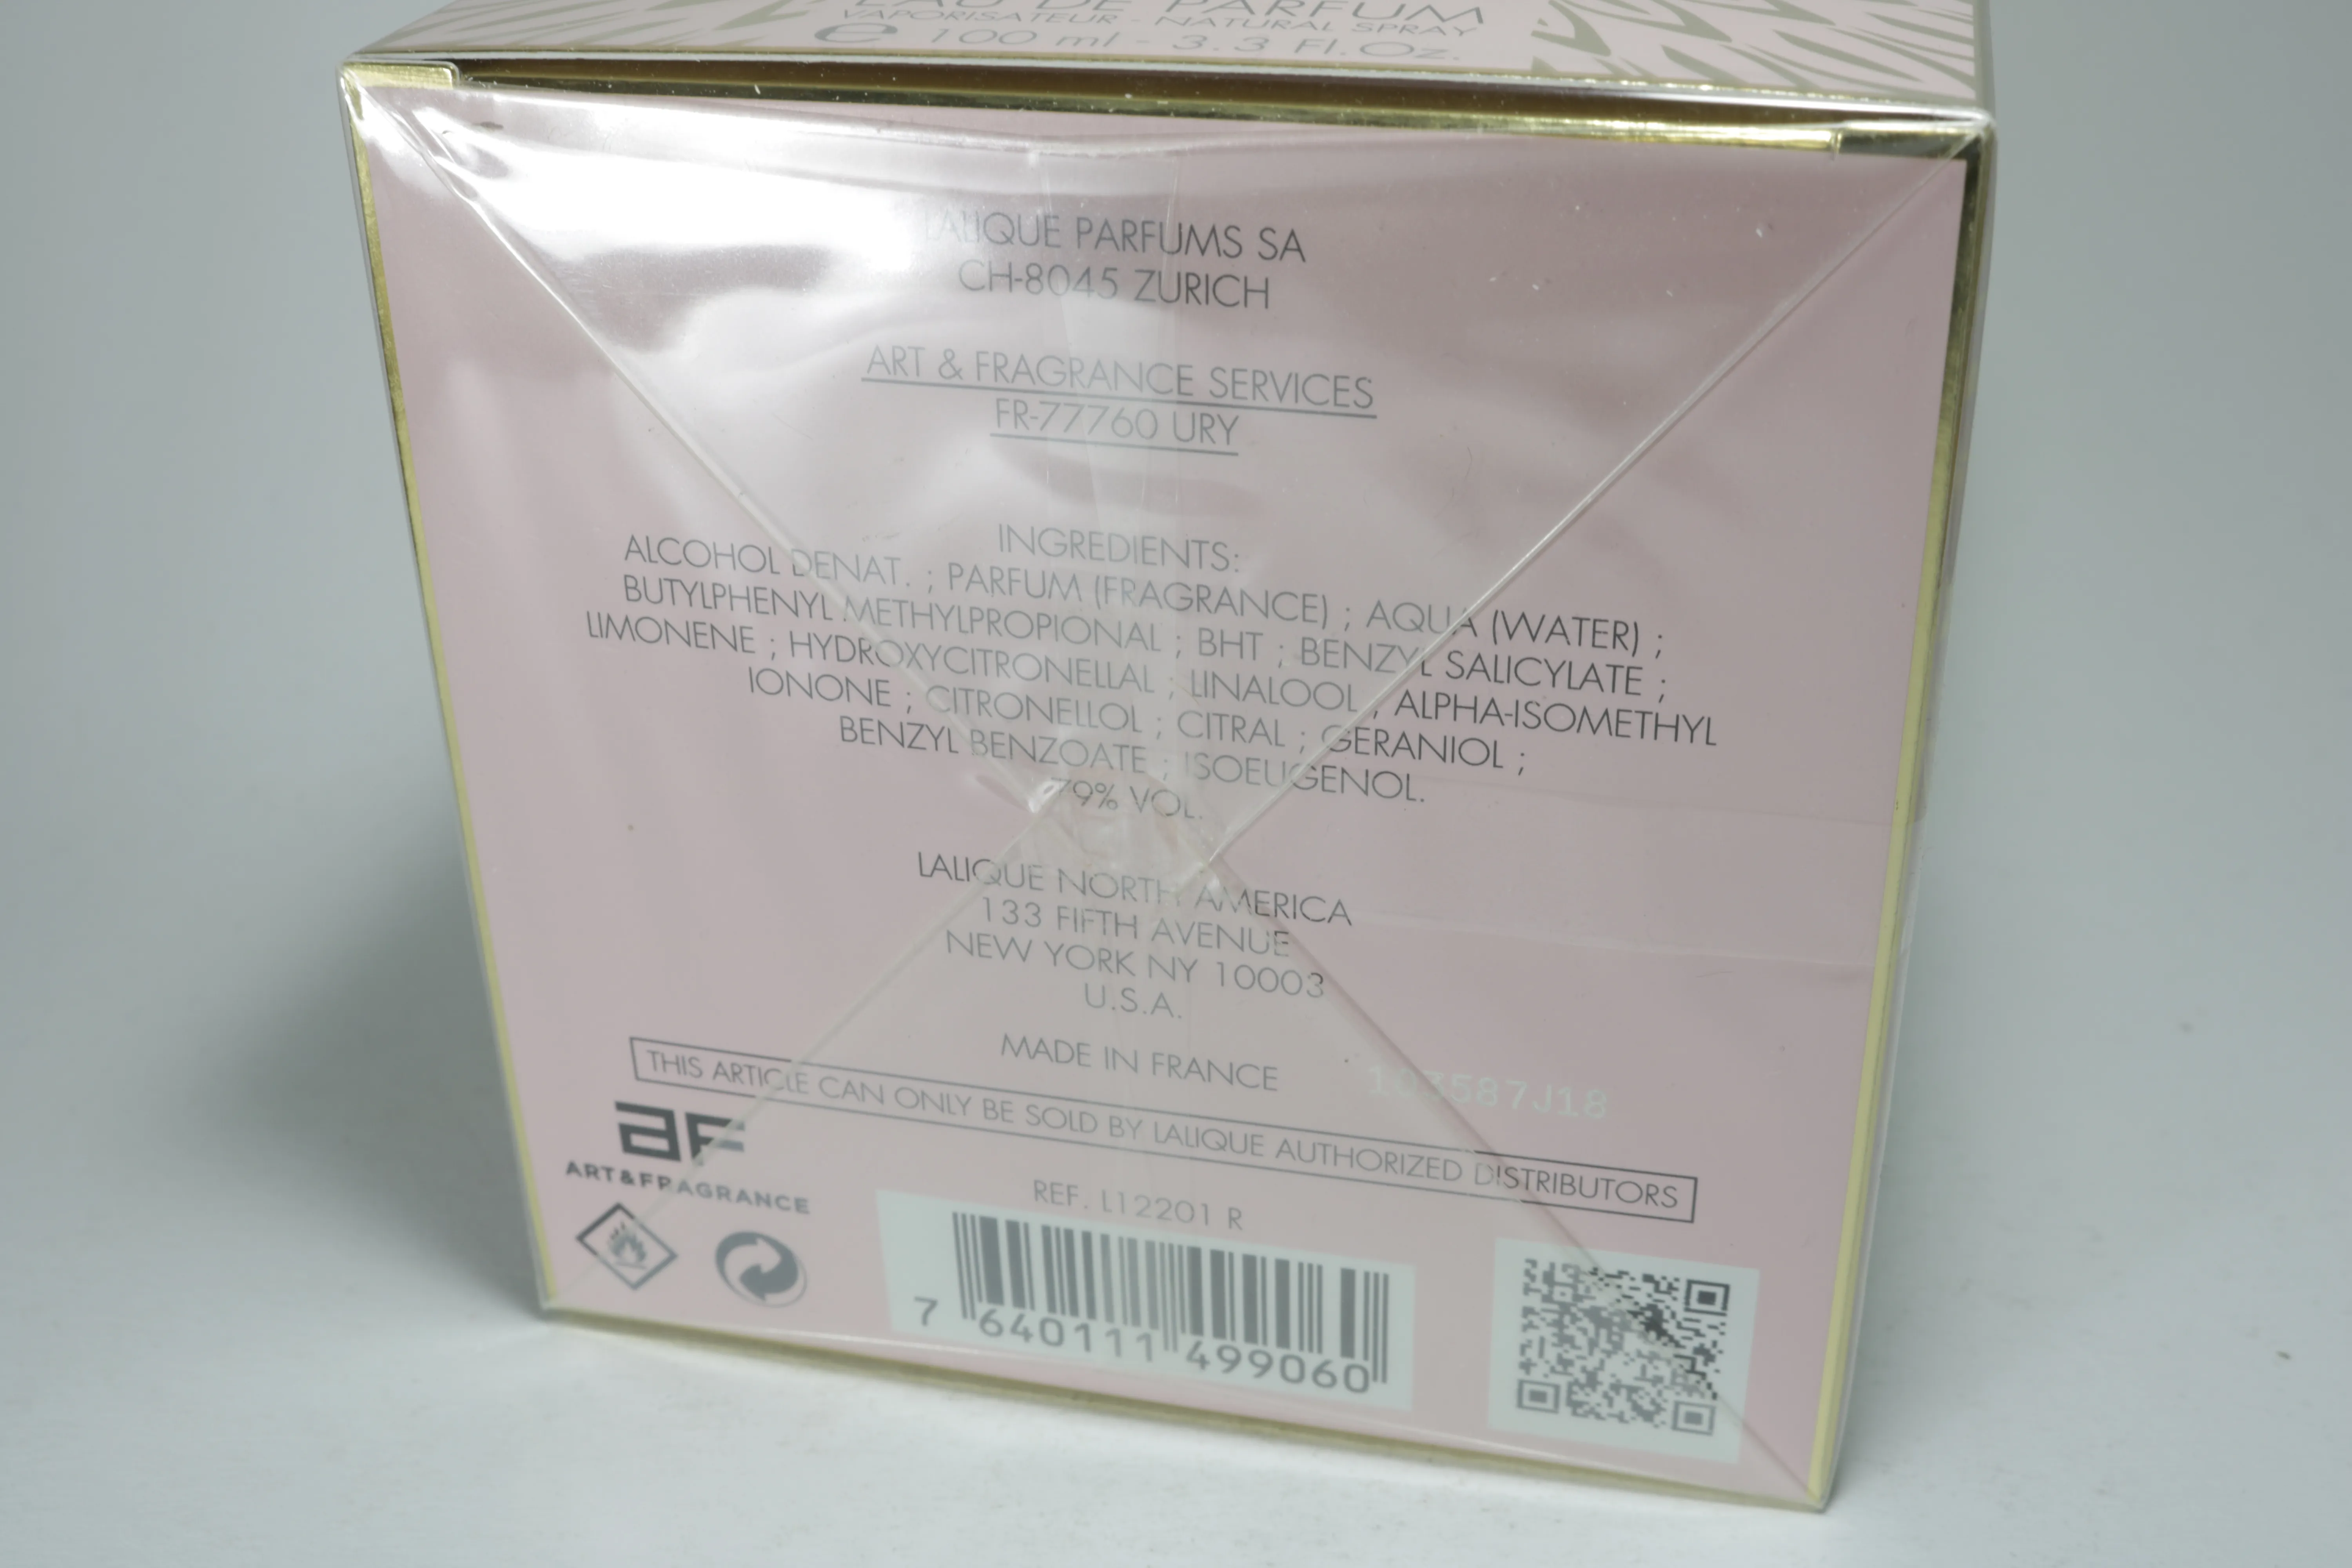 EAU DE PARFUM
VAPORISATEUR - NATURAL SPRAY
e 100 ml - 3.3 Fl.Oz.
LALIQUE PARFUMS SA
CH-8045 ZURICH
ART & FRAGRANCE SERVICES
FR-77760 URY
INGREDIENTS:
ALCOHOL DENAT. ; PARFUM (FRAGRANCE) ; AQUA (WATER) ;
BUTYLPHENYL METHYLPROPIONAL ; BHT ; BENZYL SALICYLATE ;
LIMONENE ; HYDROXYCITRONELLAL ; LINALOOL ; ALPHA-ISOMETHYL
IONONE ; CITRONELLOL ; CITRAL ; GERANIOL ;
BENZYL BENZOATE ; ISOEUGENOL.
79% VOL.
LALIQUE NORTH AMERICA
133 FIFTH AVENUE
NEW YORK NY 10003
U.S.A.
MADE IN FRANCE
THIS ARTICLE CAN ONLY BE SOLD BY LALIQUE AUTHORIZED DISTRIBUTORS
aF
ART&FRAGRANCE
REF. L12201 R
7 640111 499060